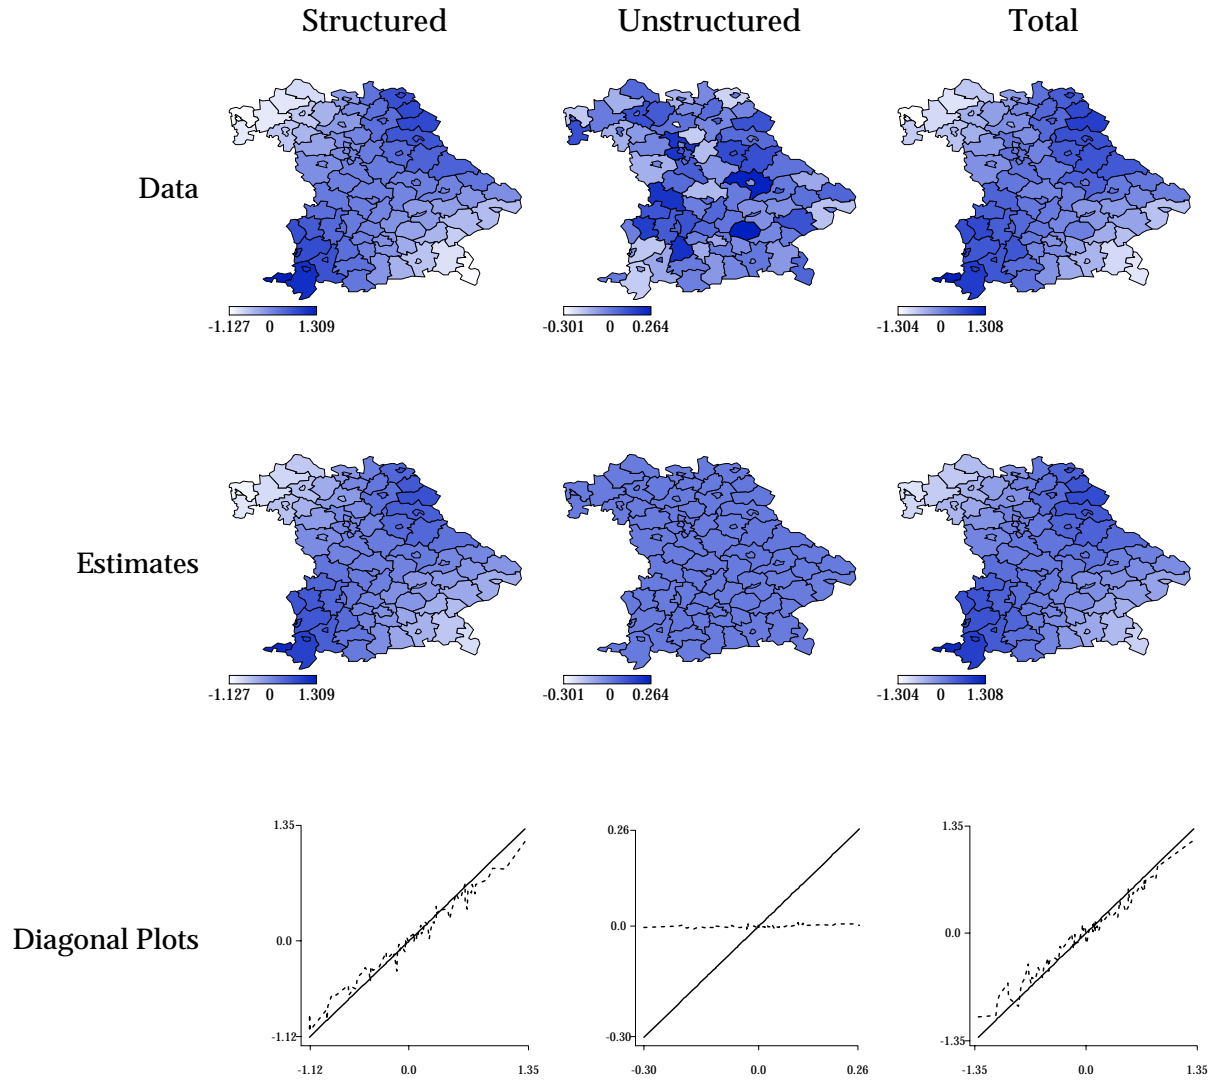 Structured Unstructured Total
Data
-1.127 0 1.309 -0.301 0 0.264 -1.304 0 1.308
Estimates
-1.127 0 1.309 -0.301 0 0.264 -1.304 0 1.308
Diagonal Plots
1.35
0.0
-1.12
-1.12 0.0 1.35
0.26
0.0
-0.30
-0.30 0.0 0.26
1.35
0.0
-1.35
-1.35 0.0 1.35